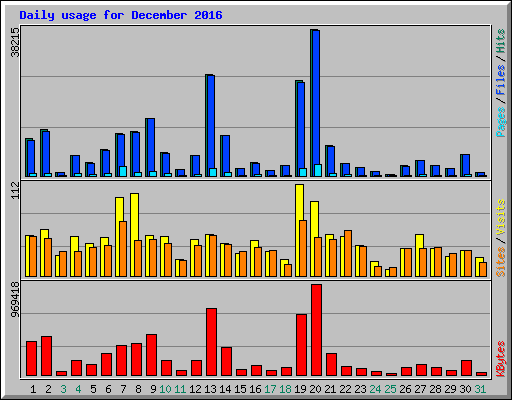 Daily usage for December 2016
38215
Pages / Files / Hits
112
Sites / Visits
969418
KBytes
1 2 3 4 5 6 7 8 9 10 11 12 13 14 15 16 17 18 19 20 21 22 23 24 25 26 27 28 29 30 31